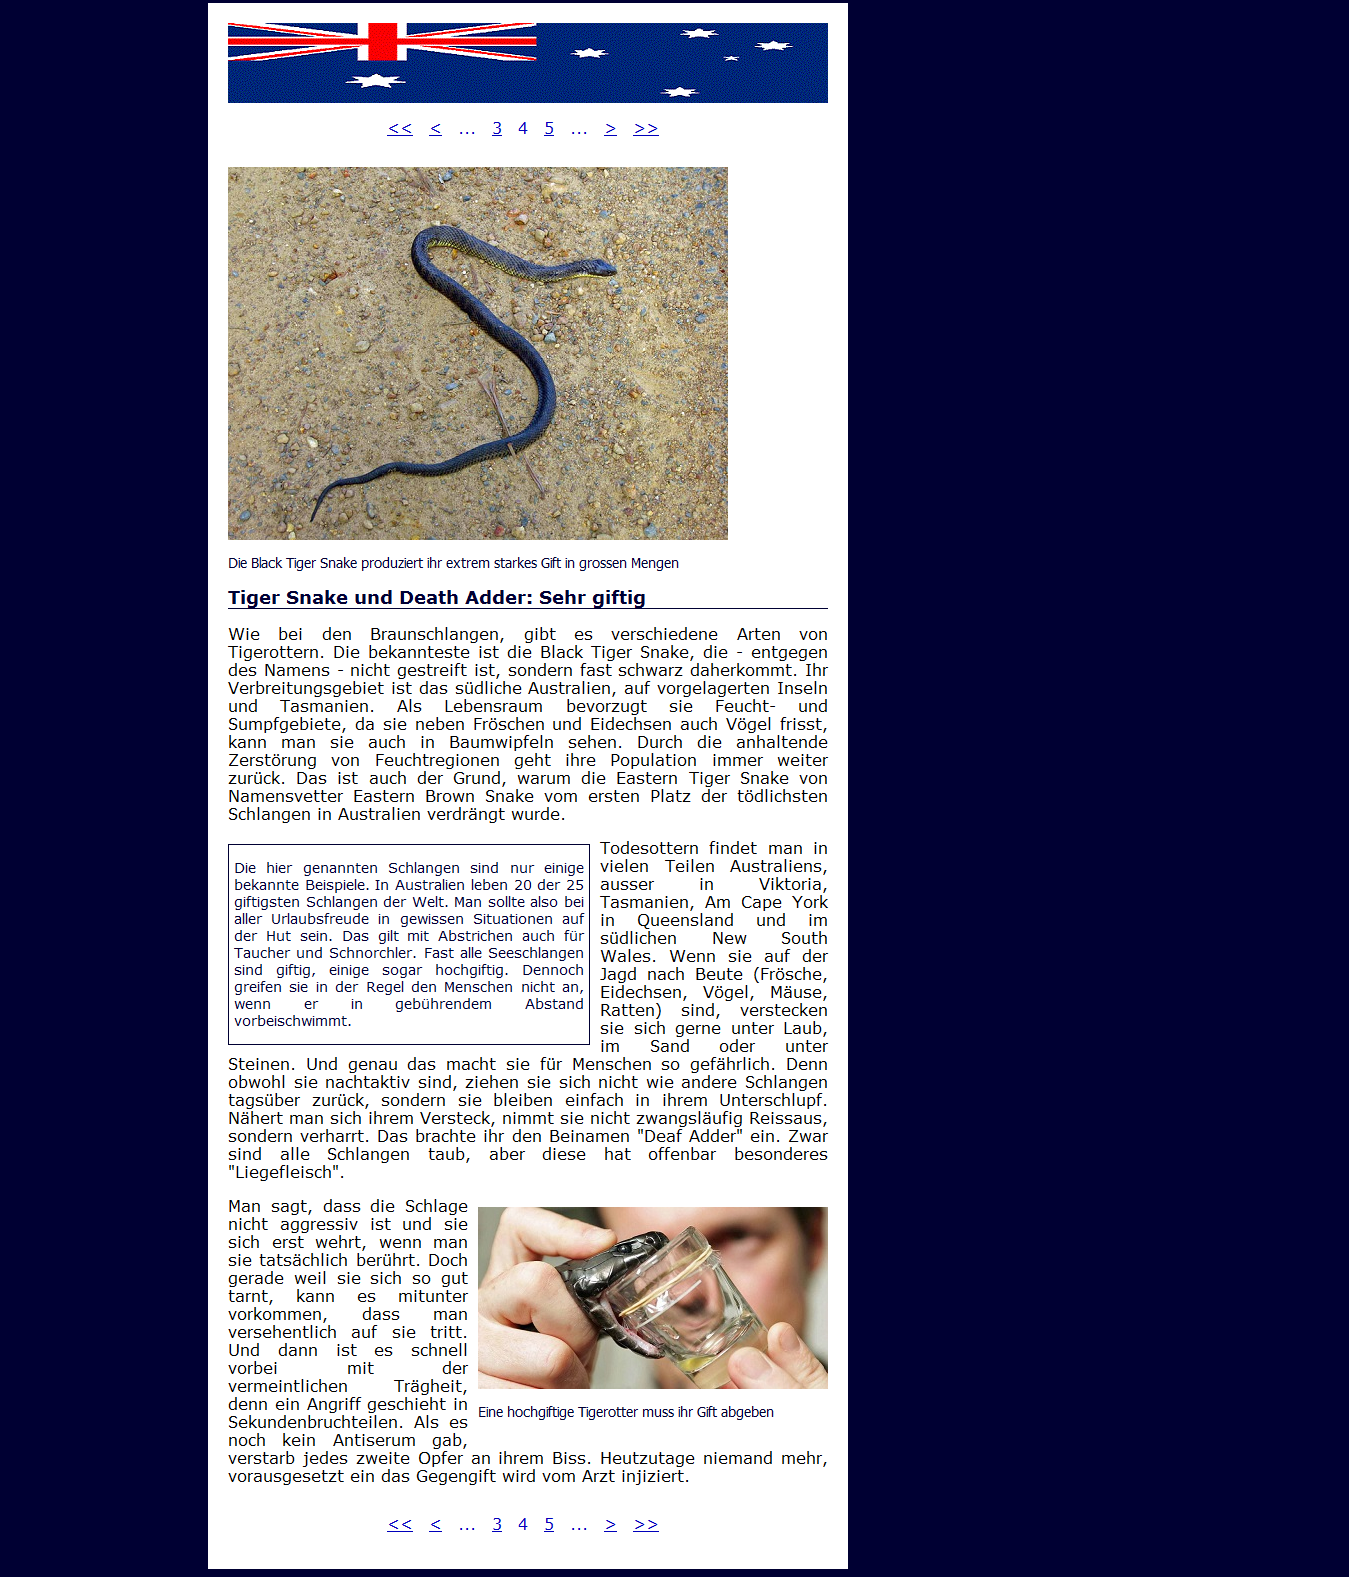 << < ... 3 4 5 ... > >>
Die Black Tiger Snake produziert ihr extrem starkes Gift in grossen Mengen
Tiger Snake und Death Adder: Sehr giftig
Wie bei den Braunschlangen, gibt es verschiedene Arten von
Tigerottern. Die bekannteste ist die Black Tiger Snake, die - entgegen
des Namens - nicht gestreift ist, sondern fast schwarz daherkommt. Ihr
Verbreitungsgebiet ist das südliche Australien, auf vorgelagerten Inseln
und Tasmanien. Als Lebensraum bevorzugt sie Feucht- und
Sumpfgebiete, da sie neben Fröschen und Eidechsen auch Vögel frisst,
kann man sie auch in Baumwipfeln sehen. Durch die anhaltende
Zerstörung von Feuchtregionen geht ihre Population immer weiter
zurück. Das ist auch der Grund, warum die Eastern Tiger Snake von
Namensvetter Eastern Brown Snake vom ersten Platz der tödlichsten
Schlangen in Australien verdrängt wurde.
Die hier genannten Schlangen sind nur einige
bekannte Beispiele. In Australien leben 20 der 25
giftigsten Schlangen der Welt. Man sollte also bei
aller Urlaubsfreude in gewissen Situationen auf
der Hut sein. Das gilt mit Abstrichen auch für
Taucher und Schnorchler. Fast alle Seeschlangen
sind giftig, einige sogar hochgiftig. Dennoch
greifen sie in der Regel den Menschen nicht an,
wenn er in gebührendem Abstand
vorbeischwimmt.
Todesottern findet man in
vielen Teilen Australiens,
ausser in Viktoria,
Tasmanien, Am Cape York
in Queensland und im
südlichen New South
Wales. Wenn sie auf der
Jagd nach Beute (Frösche,
Eidechsen, Vögel, Mäuse,
Ratten) sind, verstecken
sie sich gerne unter Laub,
im Sand oder unter
Steinen. Und genau das macht sie für Menschen so gefährlich. Denn
obwohl sie nachtaktiv sind, ziehen sie sich nicht wie andere Schlangen
tagsüber zurück, sondern sie bleiben einfach in ihrem Unterschlupf.
Nähert man sich ihrem Versteck, nimmt sie nicht zwangsläufig Reissaus,
sondern verharrt. Das brachte ihr den Beinamen "Deaf Adder" ein. Zwar
sind alle Schlangen taub, aber diese hat offenbar besonderes
"Liegefleisch".
Man sagt, dass die Schlage
nicht aggressiv ist und sie
sich erst wehrt, wenn man
sie tatsächlich berührt. Doch
gerade weil sie sich so gut
tarnt, kann es mitunter
vorkommen, dass man
versehentlich auf sie tritt.
Und dann ist es schnell
vorbei mit der
vermeintlichen Trägheit,
denn ein Angriff geschieht in
Sekundenbruchteilen. Als es
noch kein Antiserum gab,
verstarb jedes zweite Opfer an ihrem Biss. Heutzutage niemand mehr,
vorausgesetzt ein das Gegengift wird vom Arzt injiziert.
Eine hochgiftige Tigerotter muss ihr Gift abgeben
<< < ... 3 4 5 ... > >>